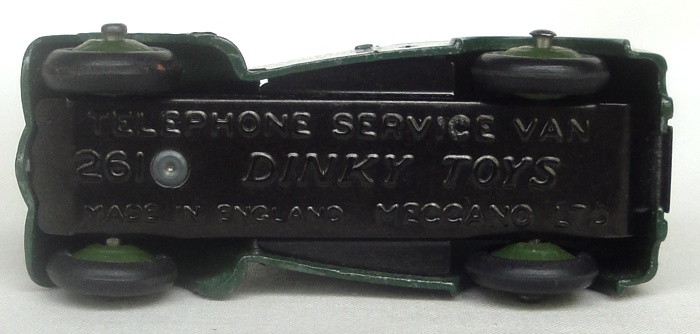 TELEPHONE SERVICE VAN
261 DINKY TOYS
MADE IN ENGLAND MECCANO LTD